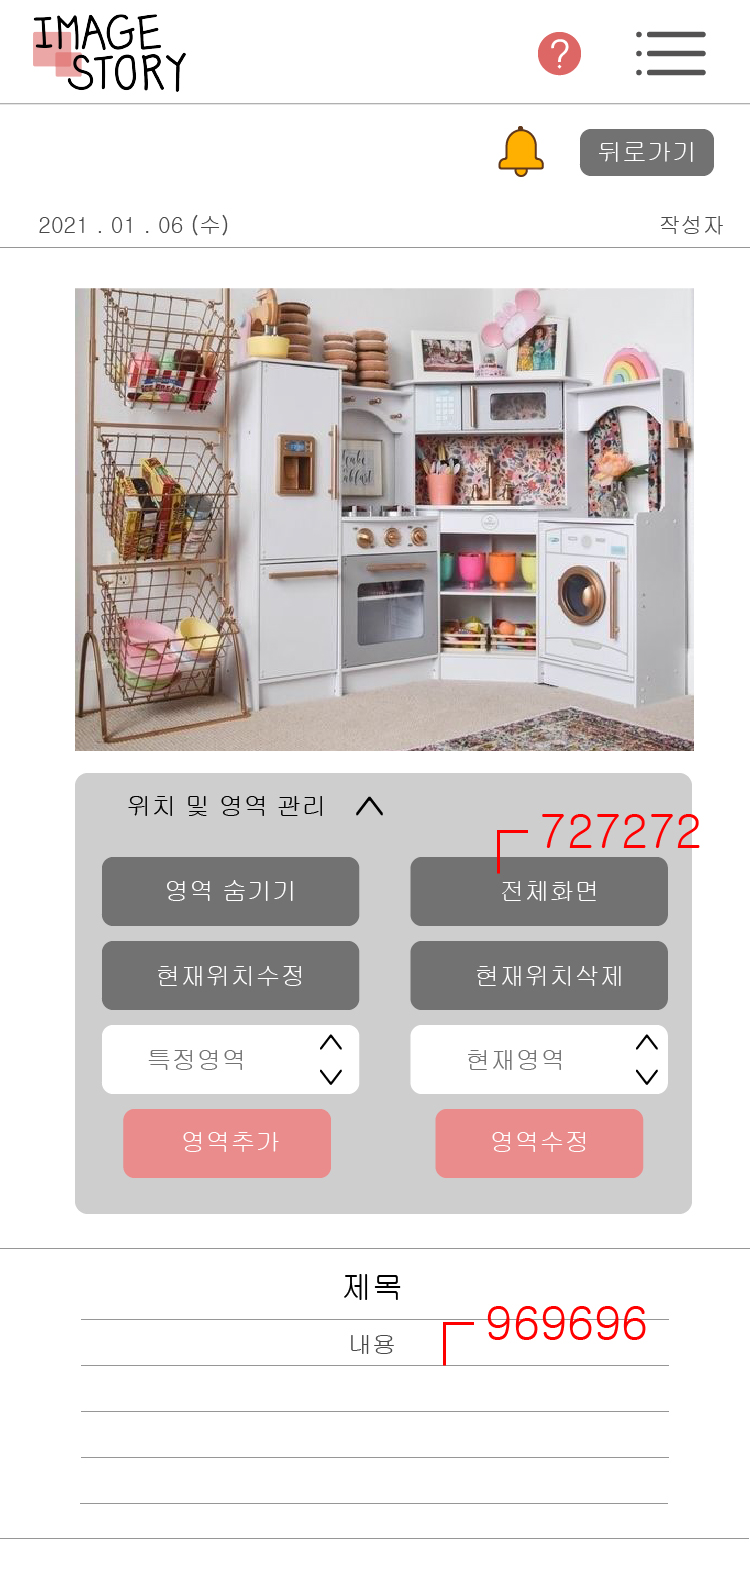 IMAGE
STORY
?
뒤로가기
2021 . 01 . 06 (수) 작성자
위치 및 영역 관리
727272
영역 숨기기 전체화면
현재위치수정 현재위치삭제
특정영역 현재영역
영역추가 영역수정
제목
969696
내용